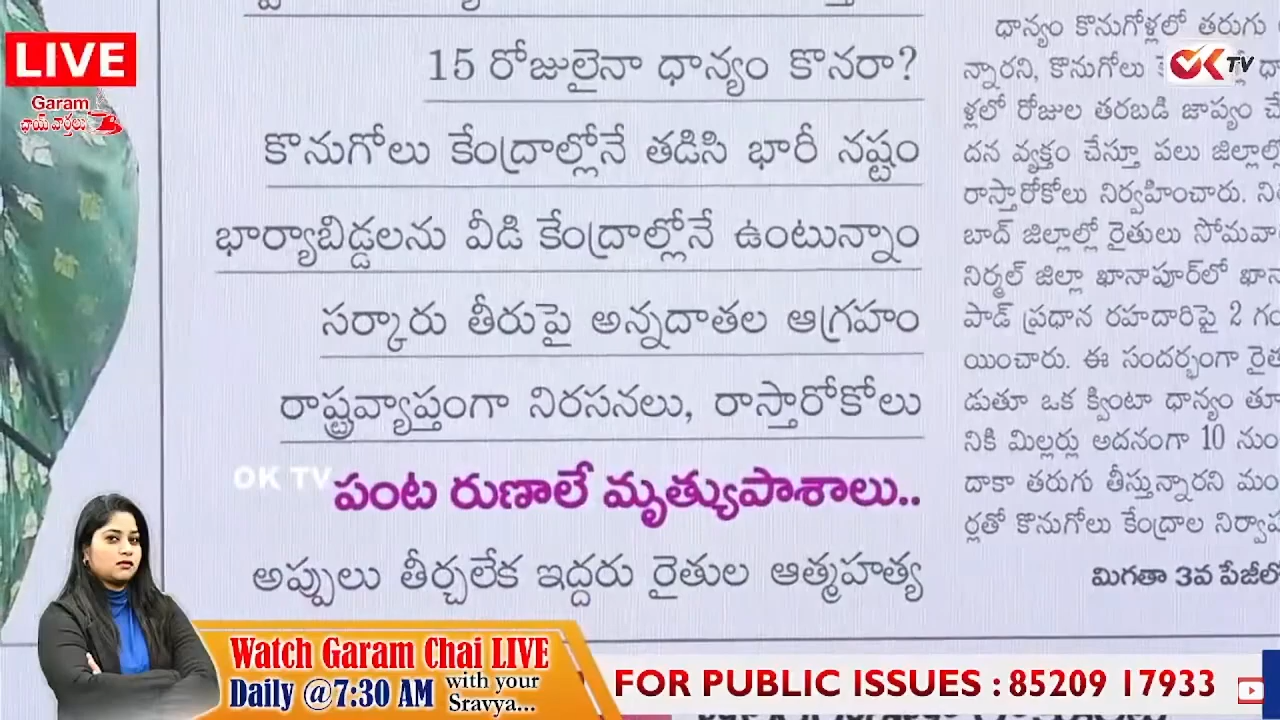 LIVE
Garam
ఛాయ్ వార్తలు
OK TV
15 రోజులైనా ధాన్యం కొనరా?
కొనుగోలు కేంద్రాల్లోనే తడిసి భారీ నష్టం
భార్యాబిడ్డలను వీడి కేంద్రాల్లోనే ఉంటున్నాం
సర్కారు తీరుపై అన్నదాతల ఆగ్రహం
రాష్ట్రవ్యాప్తంగా నిరసనలు, రాస్తారోకోలు
OK TV
పంట రుణాలే మృత్యుపాశాలు..
అప్పులు తీర్చలేక ఇద్దరు రైతుల ఆత్మహత్య
ధాన్యం కొనుగోళ్లలో తరుగు
న్నారని, కొనుగోలు
ళ్లలో రోజుల తరబడి జాప్యం
దన వ్యక్తం చేస్తూ పలు
రాస్తారోకోలు నిర్వహించారు.
బాద్ జిల్లాల్లో రైతులు
నిర్మల్ జిల్లా ఖానాపూర్‌లో
పాడ్ ప్రధాన రహదారిపై 2
యించారు. ఈ సందర్భంగా
డుతూ ఒక క్వింటా ధాన్యం
నికి మిల్లర్లు అదనంగా 10
దాకా తరుగు తీస్తున్నారని
ర్లతో కొనుగోలు కేంద్రాల
మిగతా 3వ పేజీలో
Watch Garam Chai LIVE
Daily @7:30 AM with your
Sravya...
FOR PUBLIC ISSUES : 85209 17933